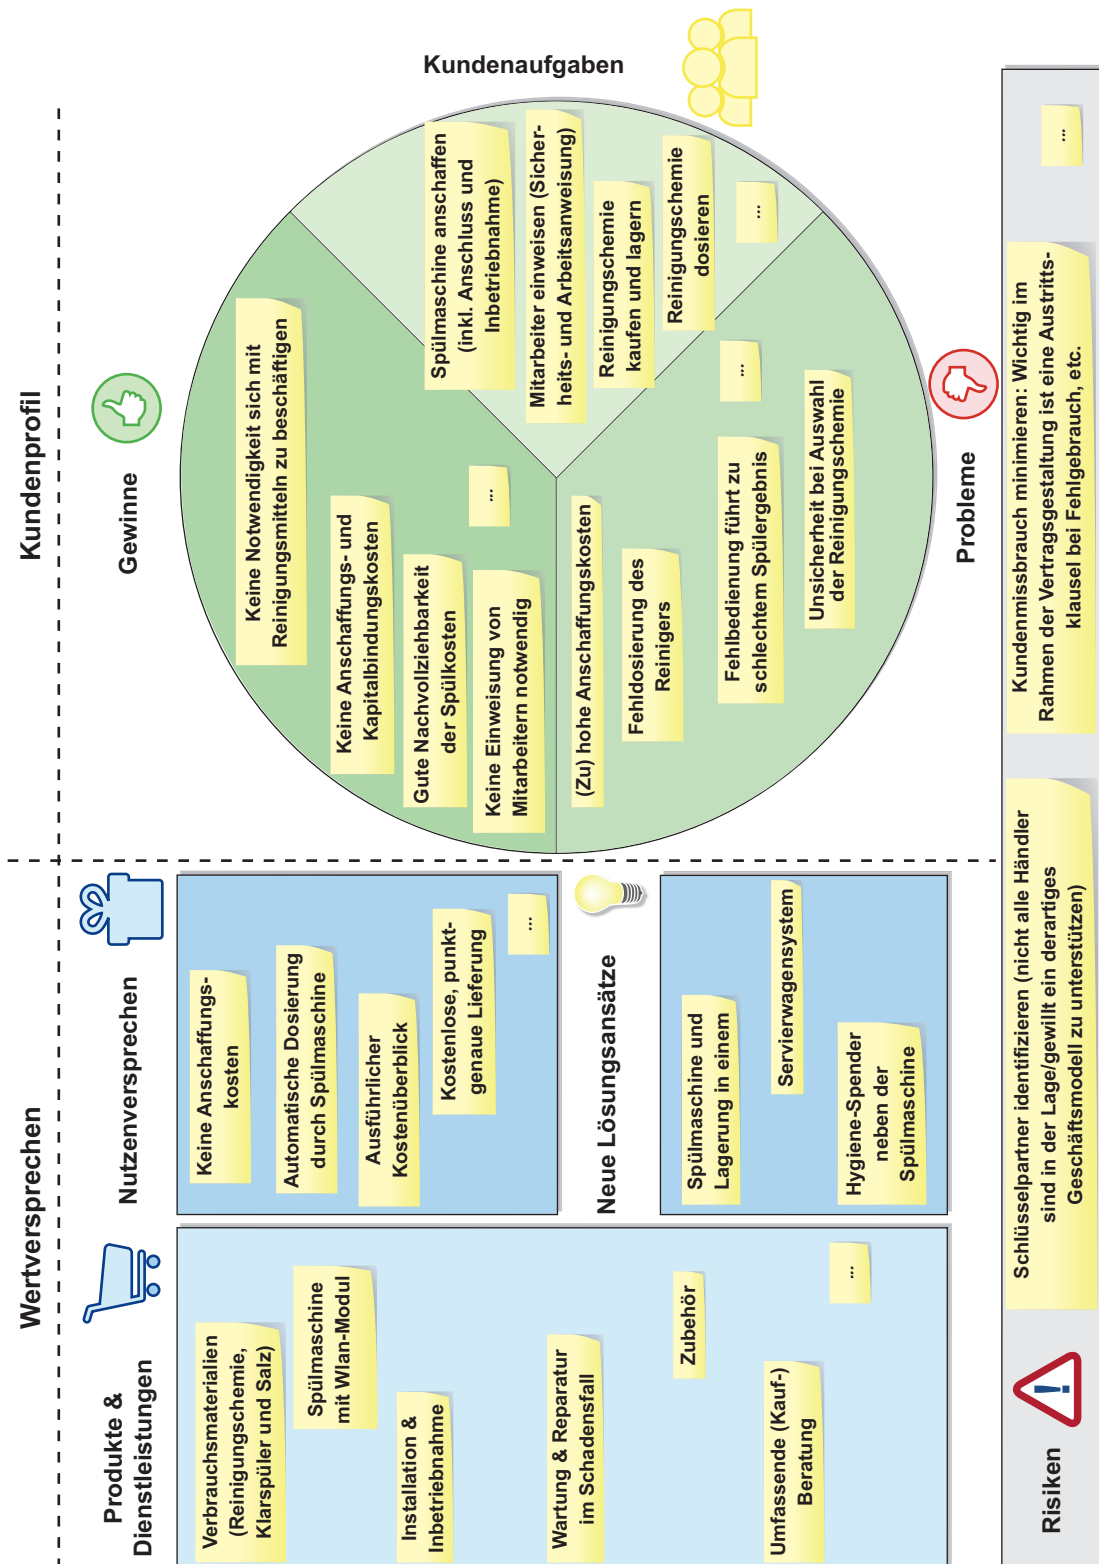 Wertversprechen
Kundenprofil
Produkte &
Dienstleistungen
Verbrauchsmaterialien
(Reinigungschemie,
Klarspüler und Salz)
Spülmaschine
mit Wlan-Modul
Installation &
Inbetriebnahme
Wartung & Reparatur
im Schadensfall
Zubehör
Umfassende (Kauf-)
Beratung
...
Nutzenversprechen
Keine Anschaffungs-
kosten
Automatische Dosierung
durch Spülmaschine
Ausführlicher
Kostenüberblick
Kostenlose, punkt-
genaue Lieferung
...
Neue Lösungsansätze
Spülmaschine und
Lagerung in einem
Servierwagensystem
Hygiene-Spender
neben der
Spülmaschine
Gewinne
Keine Notwendigkeit sich mit
Reinigungsmitteln zu beschäftigen
Keine Anschaffungs- und
Kapitalbindungskosten
Gute Nachvollziehbarkeit
der Spülkosten
Keine Einweisung von
Mitarbeitern notwendig
...
Kundenaufgaben
Spülmaschine anschaffen
(inkl. Anschluss und
Inbetriebnahme)
Mitarbeiter einweisen (Sicher-
heits- und Arbeitsanweisung)
Reinigungschemie
kaufen und lagern
Reinigungschemie
dosieren
...
Probleme
(Zu) hohe Anschaffungskosten
Fehldosierung des
Reinigers
Fehlbedienung führt zu
schlechtem Spülergebnis
Unsicherheit bei Auswahl
der Reinigungschemie
...
Risiken
!
Schlüsselpartner identifizieren (nicht alle Händler
sind in der Lage/gewillt ein derartiges
Geschäftsmodell zu unterstützen)
Kundenmissbrauch minimieren: Wichtig im
Rahmen der Vertragsgestaltung ist eine Austritts-
klausel bei Fehlgebrauch, etc.
...